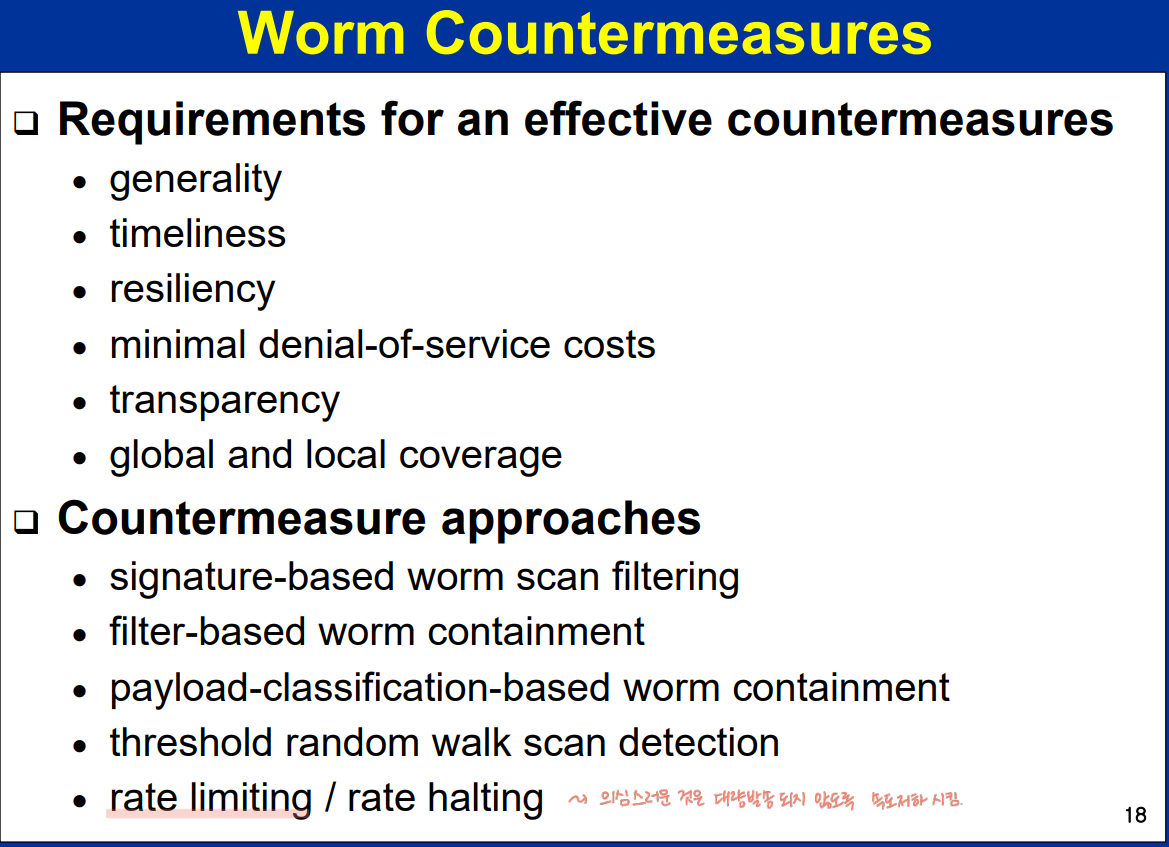 Worm Countermeasures
❑ Requirements for an effective countermeasures
• generality
• timeliness
• resiliency
• minimal denial-of-service costs
• transparency
• global and local coverage
❑ Countermeasure approaches
• signature-based worm scan filtering
• filter-based worm containment
• payload-classification-based worm containment
• threshold random walk scan detection
• rate limiting / rate halting ~> 의심스러운 것은 대량발송 되지 않도록 속도저하 시킴.
18